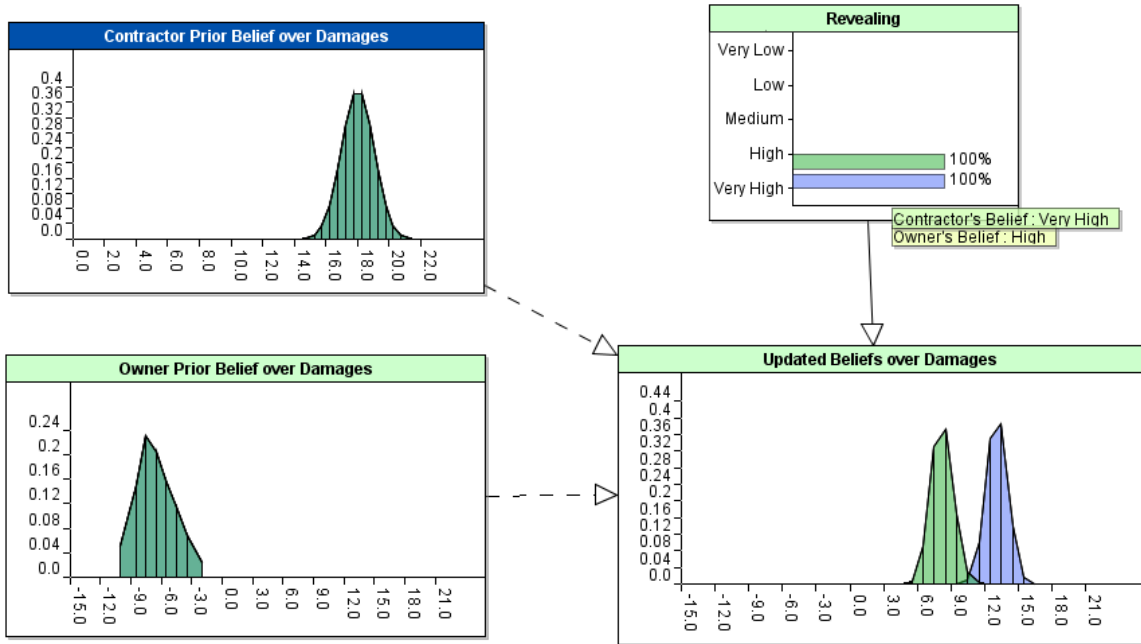 Contractor Prior Belief over Damages
0.4
0.36
0.32
0.28
0.24
0.2
0.16
0.12
0.08
0.04
0.0
0.0 2.0 4.0 6.0 8.0 10.0 12.0 14.0 16.0 18.0 20.0 22.0
Revealing
Very Low
Low
Medium
High 100%
Very High 100%
Contractor's Belief : Very High
Owner's Belief : High
Owner Prior Belief over Damages
0.24
0.2
0.16
0.12
0.08
0.04
0.0
-15.0 -12.0 -9.0 -6.0 -3.0 0.0 3.0 6.0 9.0 12.0 15.0 18.0 21.0
Updated Beliefs over Damages
0.44
0.4
0.36
0.32
0.28
0.24
0.2
0.16
0.12
0.08
0.04
0.0
-15.0 -12.0 -9.0 -6.0 -3.0 0.0 3.0 6.0 9.0 12.0 15.0 18.0 21.0